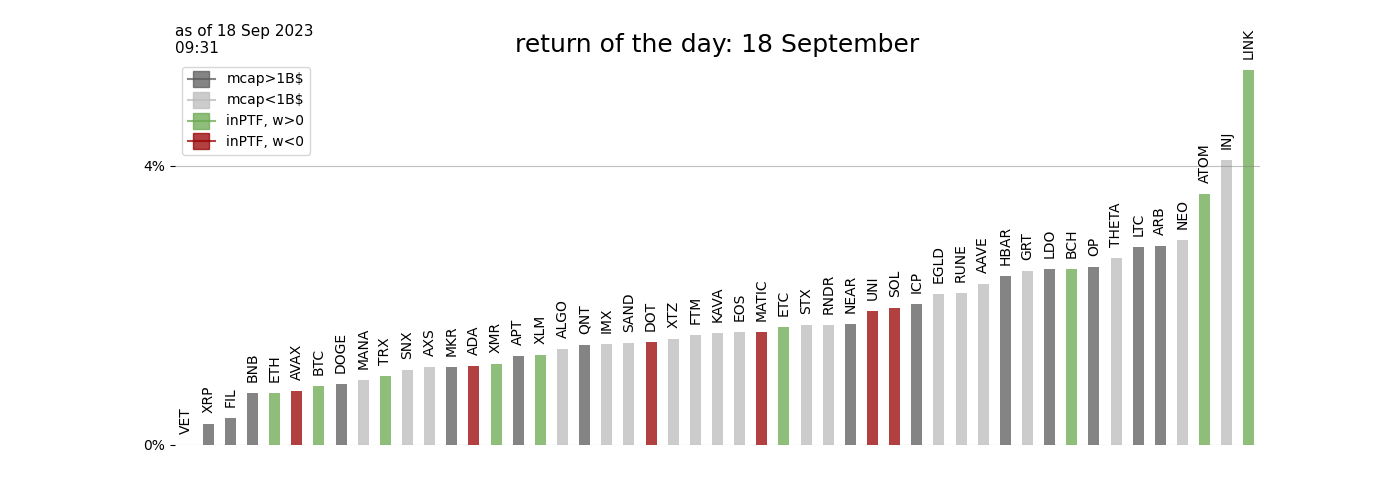 as of 18 Sep 2023
09:31
return of the day: 18 September
mcap>1B$
mcap<1B$
inPTF, w>0
inPTF, w<0
4%
0%
VET
XRP
FIL
BNB
ETH
AVAX
BTC
DOGE
MANA
TRX
SNX
AXS
MKR
ADA
XMR
APT
XLM
ALGO
QNT
IMX
SAND
DOT
XTZ
FTM
KAVA
EOS
MATIC
ETC
STX
RNDR
NEAR
UNI
SOL
ICP
EGLD
RUNE
AAVE
HBAR
GRT
LDO
BCH
OP
THETA
LTC
ARB
NEO
ATOM
INJ
LINK